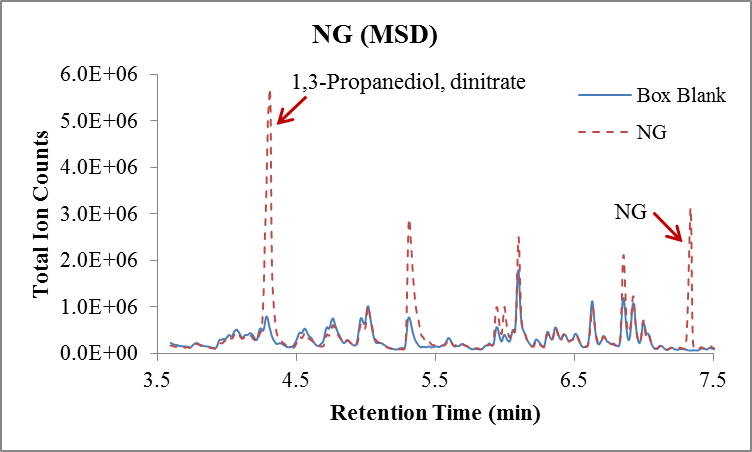 NG (MSD)
6.0E+06
5.0E+06
4.0E+06
3.0E+06
2.0E+06
1.0E+06
0.0E+00
Total Ion Counts
1,3-Propanediol, dinitrate
Box Blank
NG
NG
3.5
4.5
5.5
6.5
7.5
Retention Time (min)